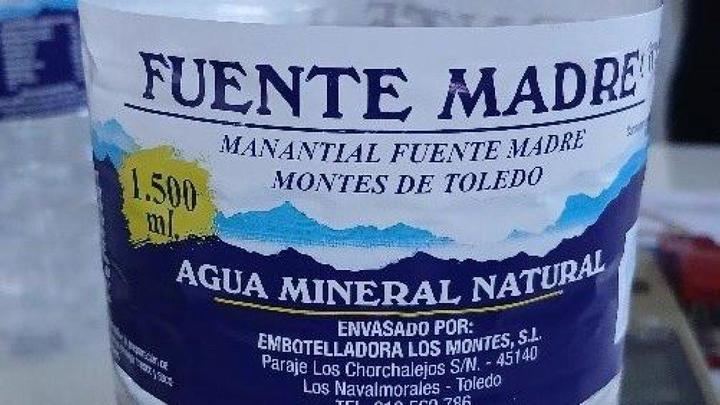 FUENTE MADRE
MANANTIAL FUENTE MADRE
MONTES DE TOLEDO
1.500
ml.
AGUA MINERAL NATURAL
ENVASADO POR:
EMBOTELLADORA LOS MONTES, S.L.
Paraje Los Chorchalejos S/N. - 45140
Los Navalmorales - Toledo